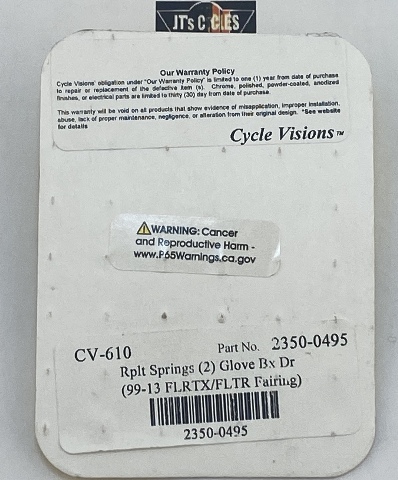 JT's CYCLES
Our Warranty Policy
Cycle Visions' obligation under "Our Warranty Policy" is limited to one (1) year from date of purchase
to repair or replacement of the defective item (s). Chrome, polished, powder-coated, anodized
finishes, or electrical parts are limited to thirty (30) day from date of purchase.
This warranty will be void on all products that show evidence of misapplication, improper installation,
abuse, lack of proper maintenance, negligence, or alteration from their original design. *See website
for details
Cycle Visions™
⚠WARNING: Cancer
and Reproductive Harm -
www.P65Warnings.ca.gov
CV-610 Part No. 2350-0495
Rplt Springs (2) Glove Bx Dr
(99-13 FLRTX/FLTR Fairing)
2350-0495